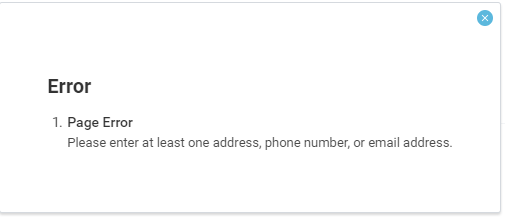 Error
1. Page Error
Please enter at least one address, phone number, or email address.